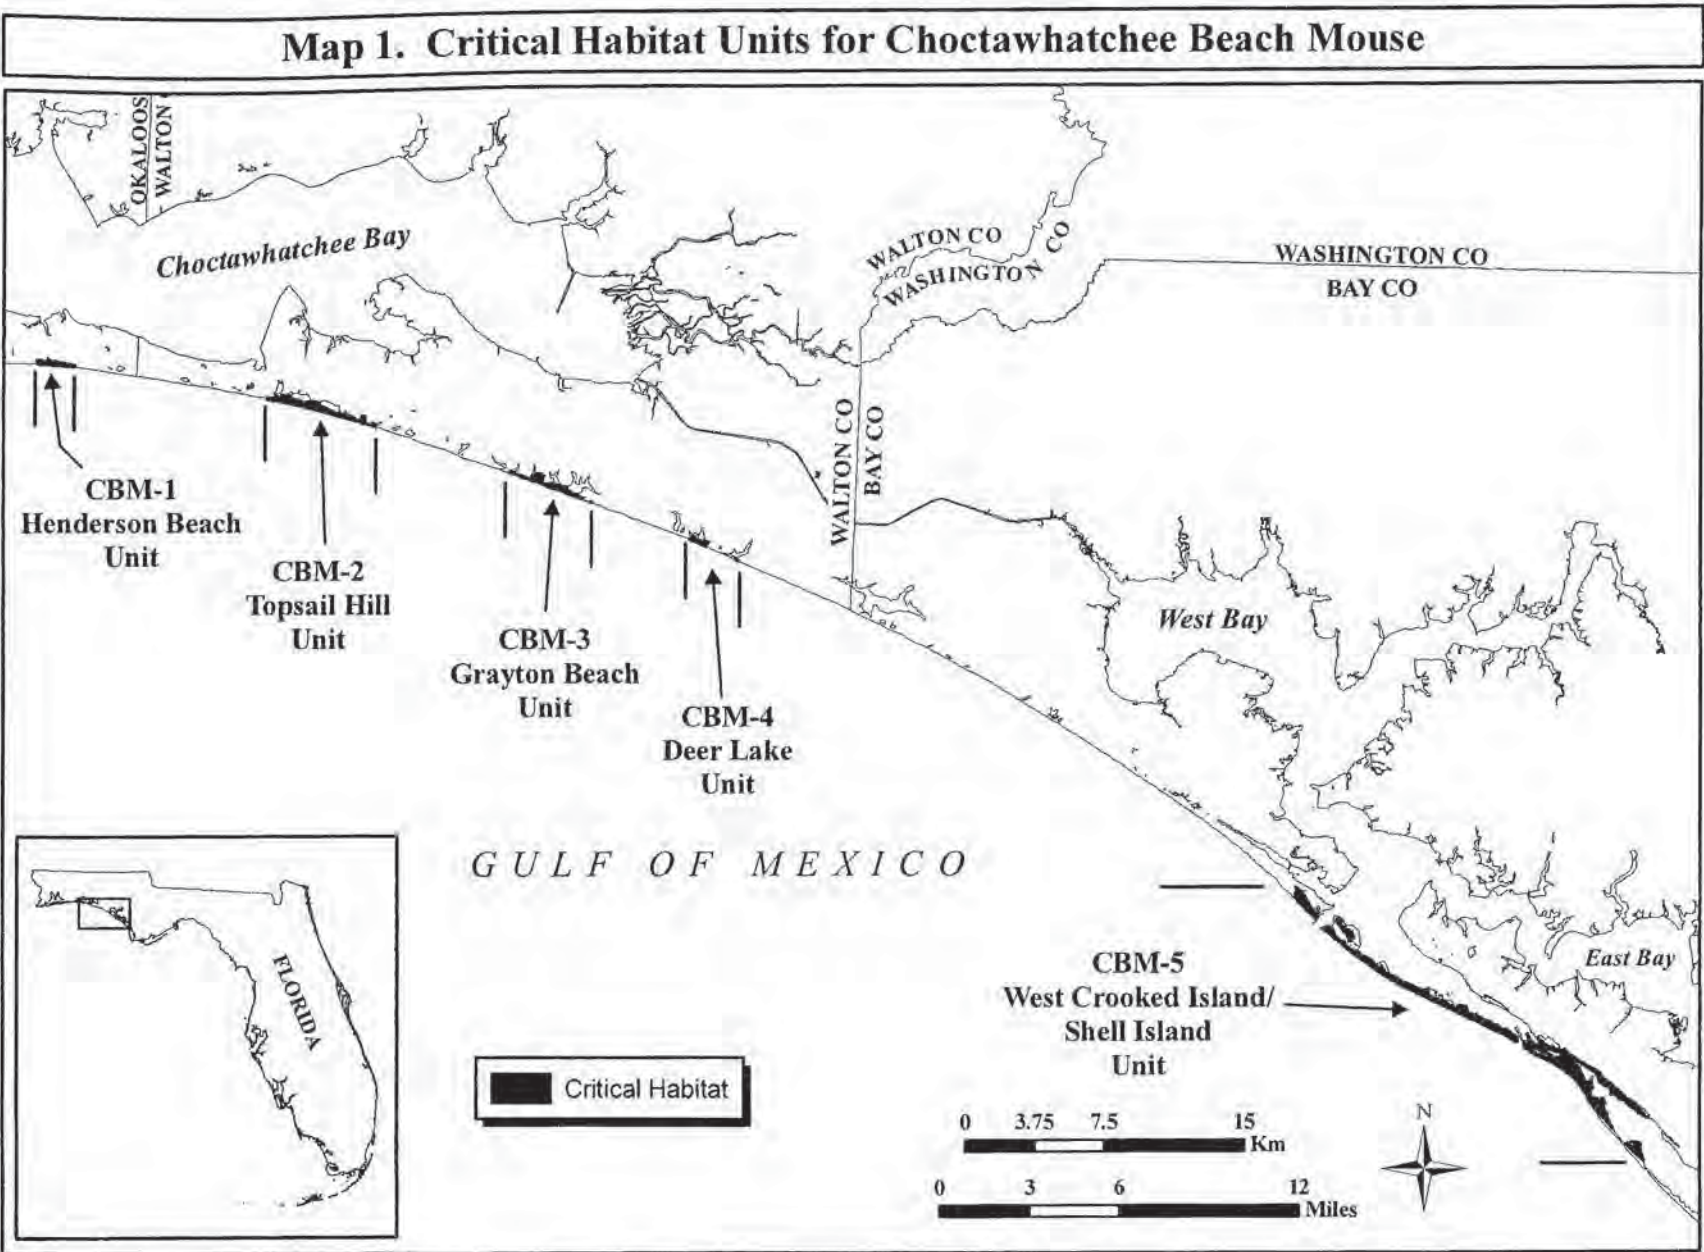 Map 1. Critical Habitat Units for Choctawhatchee Beach Mouse
OKALOOS
WALTON
Choctawhatchee Bay
WALTON CO
WASHINGTON CO
WASHINGTON CO
BAY CO
WALTON CO
BAY CO
CBM-1
Henderson Beach
Unit
CBM-2
Topsail Hill
Unit
CBM-3
Grayton Beach
Unit
CBM-4
Deer Lake
Unit
West Bay
GULF OF MEXICO
East Bay
CBM-5
West Crooked Island/
Shell Island
Unit
FLORIDA
Critical Habitat
0 3.75 7.5 15
Km
0 3 6 12
Miles
N